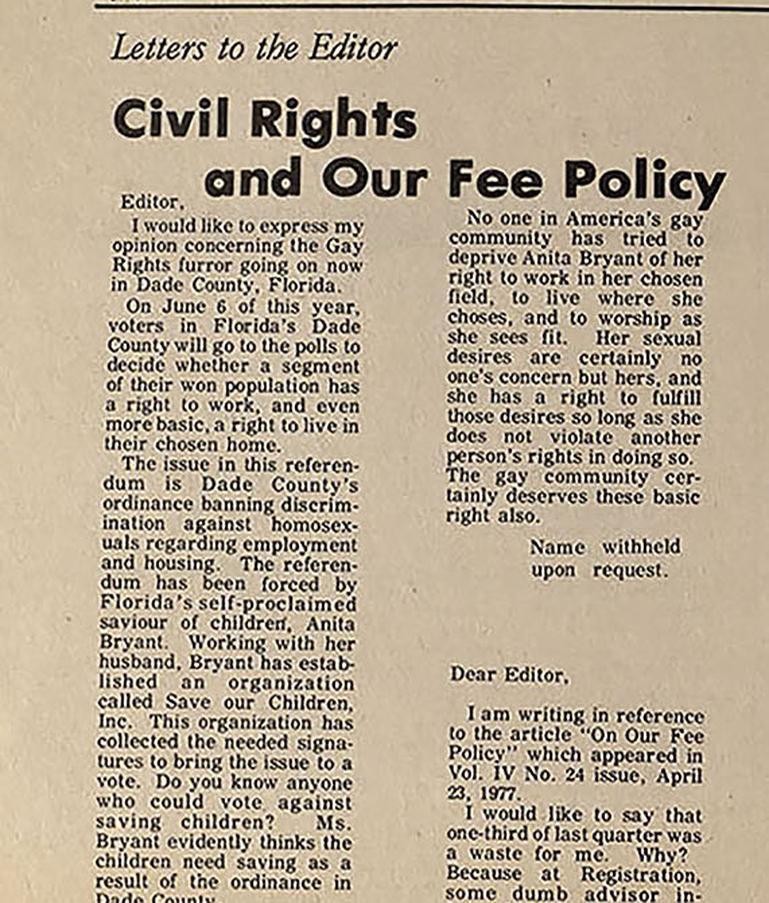 Letters to the Editor
Civil Rights
and Our Fee Policy
Editor,
I would like to express my
opinion concerning the Gay
Rights furror going on now
in Dade County, Florida.
On June 6 of this year,
voters in Florida's Dade
County will go to the polls to
decide whether a segment
of their won population has
a right to work, and even
more basic, a right to live in
their chosen home.
The issue in this referen-
dum is Dade County's
ordinance banning discrim-
ination against homosex-
uals regarding employment
and housing. The referen-
dum has been forced by
Florida's self-proclaimed
saviour of children, Anita
Bryant. Working with her
husband, Bryant has estab-
lished an organization
called Save our Children,
Inc. This organization has
collected the needed signa-
tures to bring the issue to a
vote. Do you know anyone
who could vote against
saving children? Ms.
Bryant evidently thinks the
children need saving as a
result of the ordinance in
Dade County
No one in America's gay
community has tried to
deprive Anita Bryant of her
right to work in her chosen
field, to live where she
choses, and to worship as
she sees fit. Her sexual
desires are certainly no
one's concern but hers, and
she has a right to fulfill
those desires so long as she
does not violate another
person's rights in doing so.
The gay community cer-
tainly deserves these basic
right also.
Name withheld
upon request.
Dear Editor,
I am writing in reference
to the article "On Our Fee
Policy" which appeared in
Vol. IV No. 24 issue, April
23, 1977.
I would like to say that
one-third of last quarter was
a waste for me. Why?
Because at Registration,
some dumb advisor in-